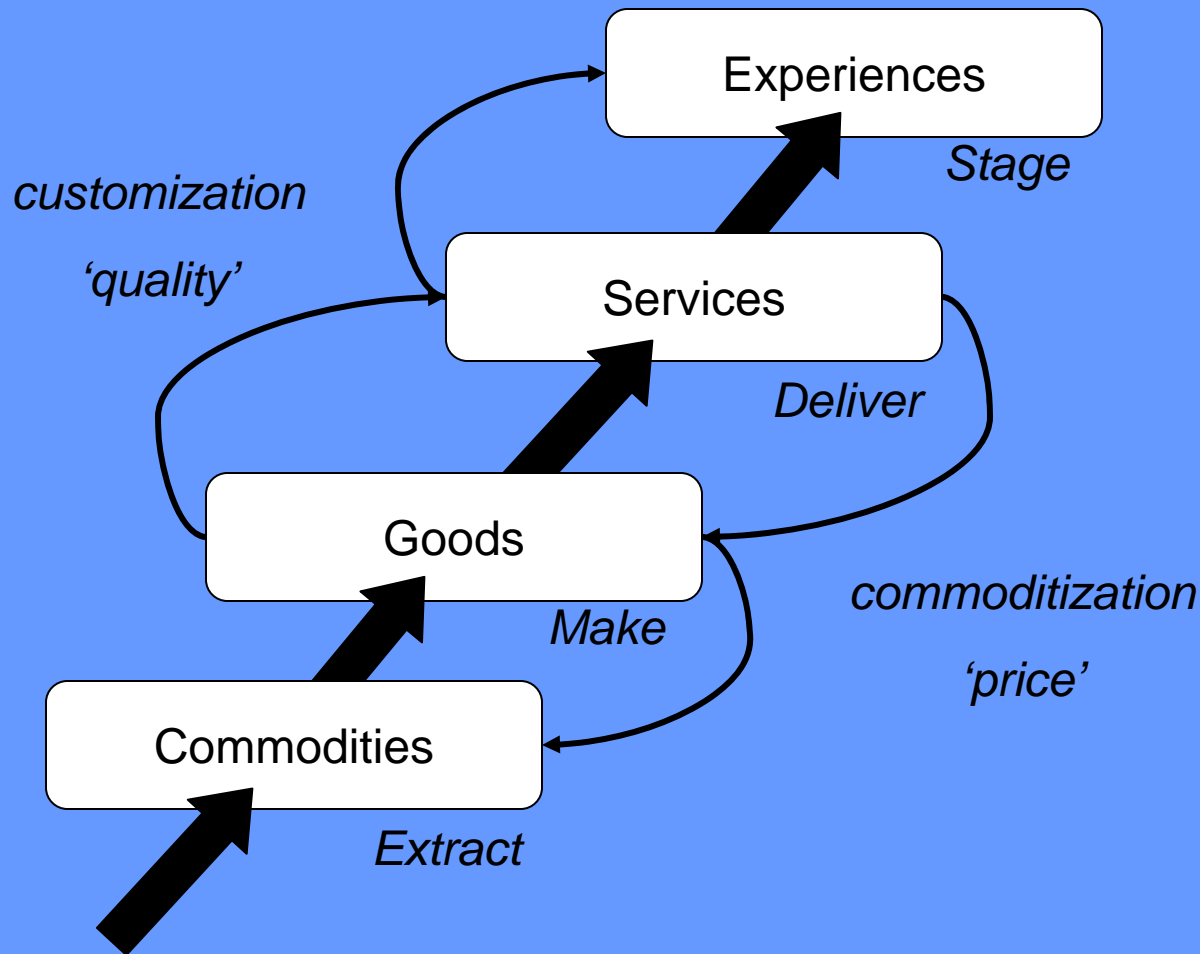 Experiences
Stage
customization
‘quality’
Services
Deliver
Goods
Make
commoditization
‘price’
Commodities
Extract